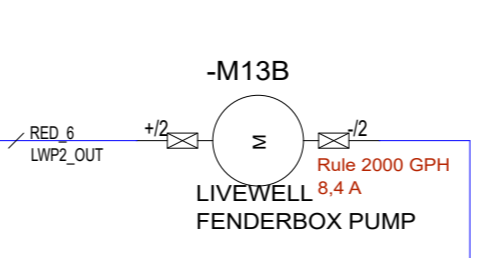 -M13B
RED_6
+/2
M
-/2
LWP2_OUT
Rule 2000 GPH
8,4 A
LIVEWELL
FENDERBOX PUMP